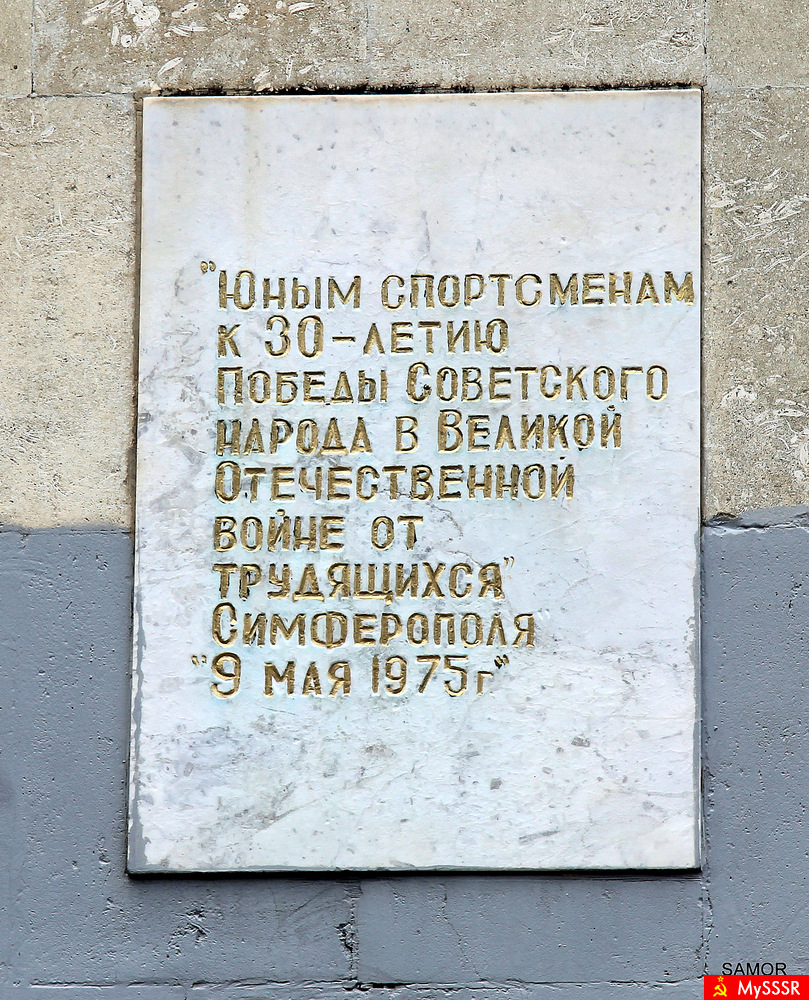 "Юным спортсменам
к 30-летию
Победы Советского
народа в Великой
Отечественной
войне от
трудящихся"
Симферополя
"9 мая 1975г"
SAMOR
MySSSR